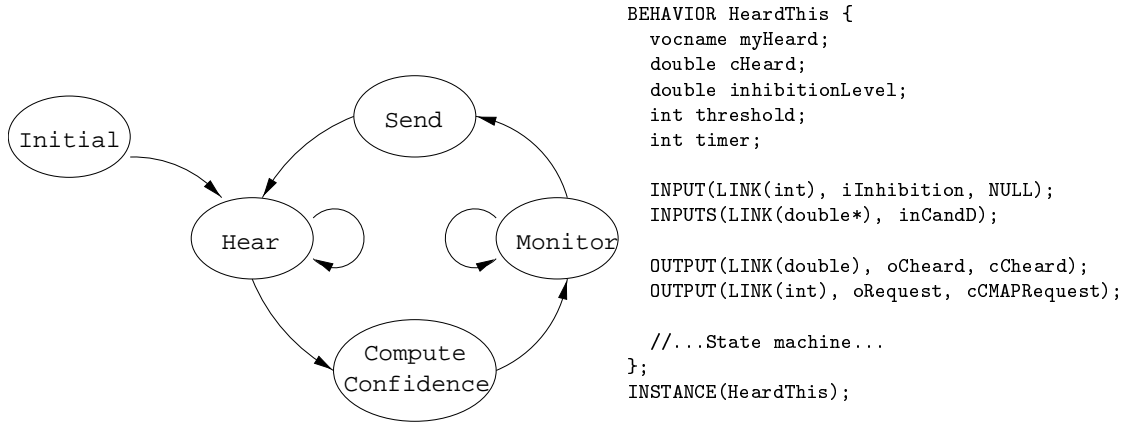 Initial
Send
Hear
Monitor
Compute
Confidence
BEHAVIOR HeardThis {
vocname myHeard;
double cHeard;
double inhibitionLevel;
int threshold;
int timer;
INPUT(LINK(int), iInhibition, NULL);
INPUTS(LINK(double*), inCandD);
OUTPUT(LINK(double), oCheard, cCheard);
OUTPUT(LINK(int), oRequest, cCMAPRequest);
//...State machine...
};
INSTANCE(HeardThis);